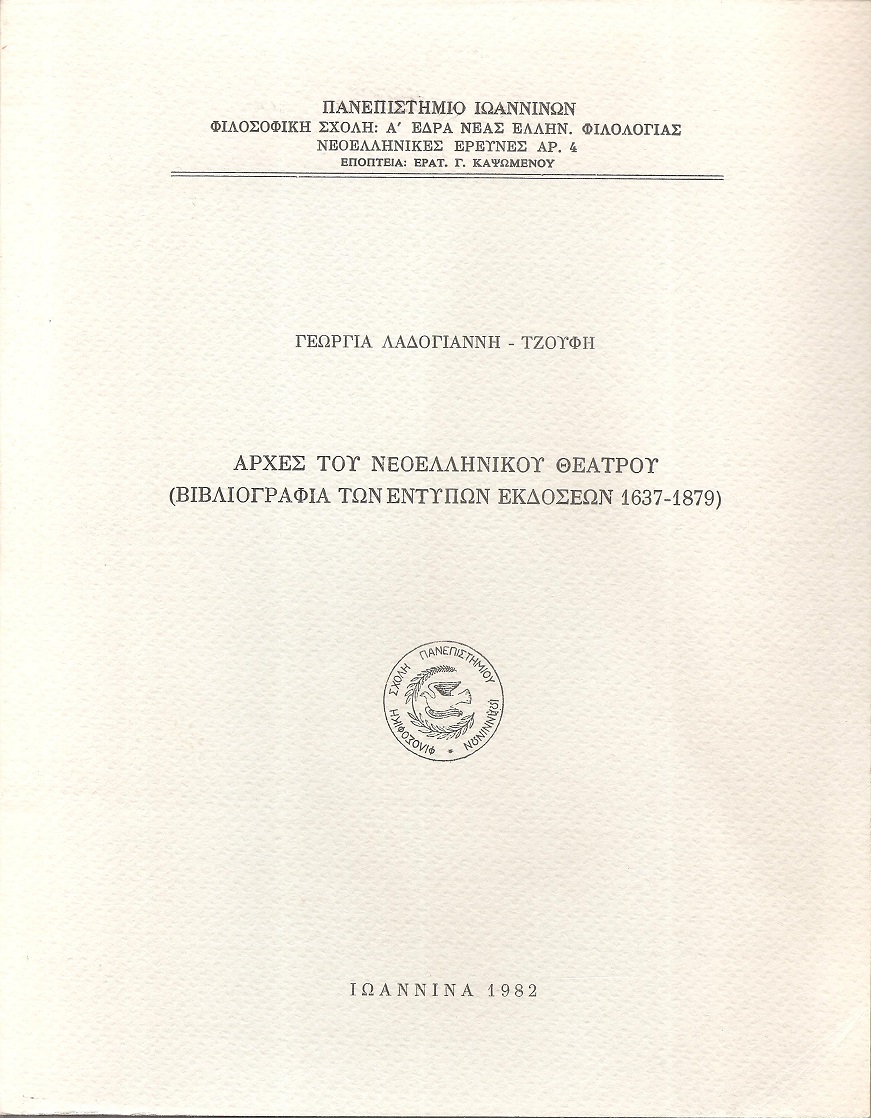 ΠΑΝΕΠΙΣΤΗΜΙΟ ΙΩΑΝΝΙΝΩΝ
ΦΙΛΟΣΟΦΙΚΗ ΣΧΟΛΗ: Α' ΕΔΡΑ ΝΕΑΣ ΕΛΛΗΝ. ΦΙΛΟΛΟΓΙΑΣ
ΝΕΟΕΛΛΗΝΙΚΕΣ ΕΡΕΥΝΕΣ ΑΡ. 4
ΕΠΟΠΤΕΙΑ: ΕΡΑΤ. Γ. ΚΑΨΩΜΕΝΟΥ
ΓΕΩΡΓΙΑ ΛΑΔΟΓΙΑΝΝΗ - ΤΖΟΥΦΗ
ΑΡΧΕΣ ΤΟΥ ΝΕΟΕΛΛΗΝΙΚΟΥ ΘΕΑΤΡΟΥ
(ΒΙΒΛΙΟΓΡΑΦΙΑ ΤΩΝ ΕΝΤΥΠΩΝ ΕΚΔΟΣΕΩΝ 1637-1879)
ΦΙΛΟΣΟΦΙΚΗ ΣΧΟΛΗ ΠΑΝΕΠΙΣΤΗΜΙΟΥ ΙΩΑΝΝΙΝΩΝ *
ΙΩΑΝΝΙΝΑ 1982